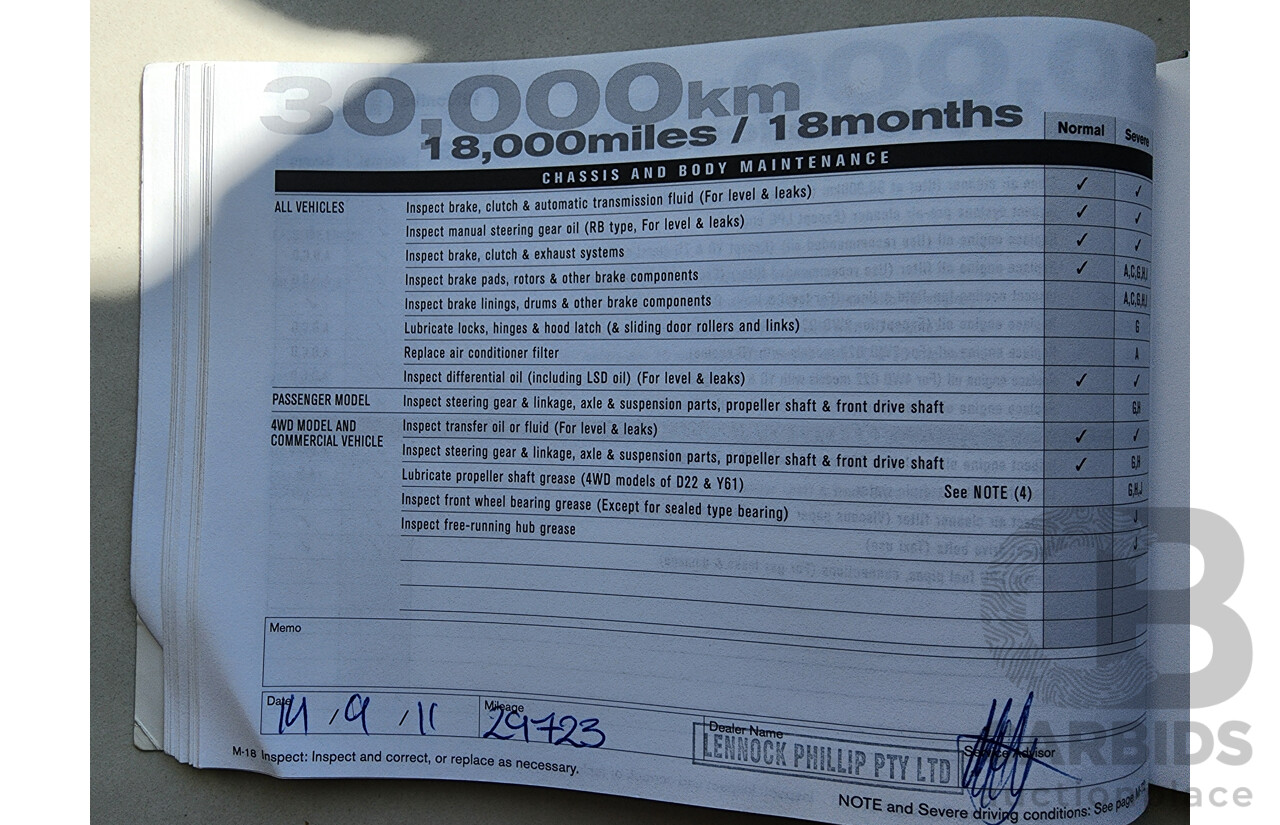 30,000km
18,000miles / 18months
Normal Severe
CHASSIS AND BODY MAINTENANCE
ALL VEHICLES Inspect brake, clutch & automatic transmission fluid (For level & leaks) ✓ ✓
Inspect manual steering gear oil (RB type, For level & leaks) ✓ ✓
Inspect brake, clutch & exhaust systems ✓ ✓
Inspect brake pads, rotors & other brake components ✓ A,C,G,H,I
Inspect brake linings, drums & other brake components A,C,G,H,I
Lubricate locks, hinges & hood latch (& sliding door rollers and links) G
Replace air conditioner filter A
Inspect differential oil (including LSD oil) (For level & leaks) ✓ ✓
PASSENGER MODEL Inspect steering gear & linkage, axle & suspension parts, propeller shaft & front drive shaft G,H
4WD MODEL AND COMMERCIAL VEHICLE Inspect transfer oil or fluid (For level & leaks) ✓ ✓
Inspect steering gear & linkage, axle & suspension parts, propeller shaft & front drive shaft ✓ G,H
Lubricate propeller shaft grease (4WD models of D22 & Y61) See NOTE (4) G,H,J
Inspect front wheel bearing grease (Except for sealed type bearing) J
Inspect free-running hub grease J
Memo
Date 14/9/11 Mileage 29723 Dealer Name LENNOCK PHILLIP PTY LTD Service Advisor
M-18 Inspect: Inspect and correct, or replace as necessary.
NOTE and Severe driving conditions: See page